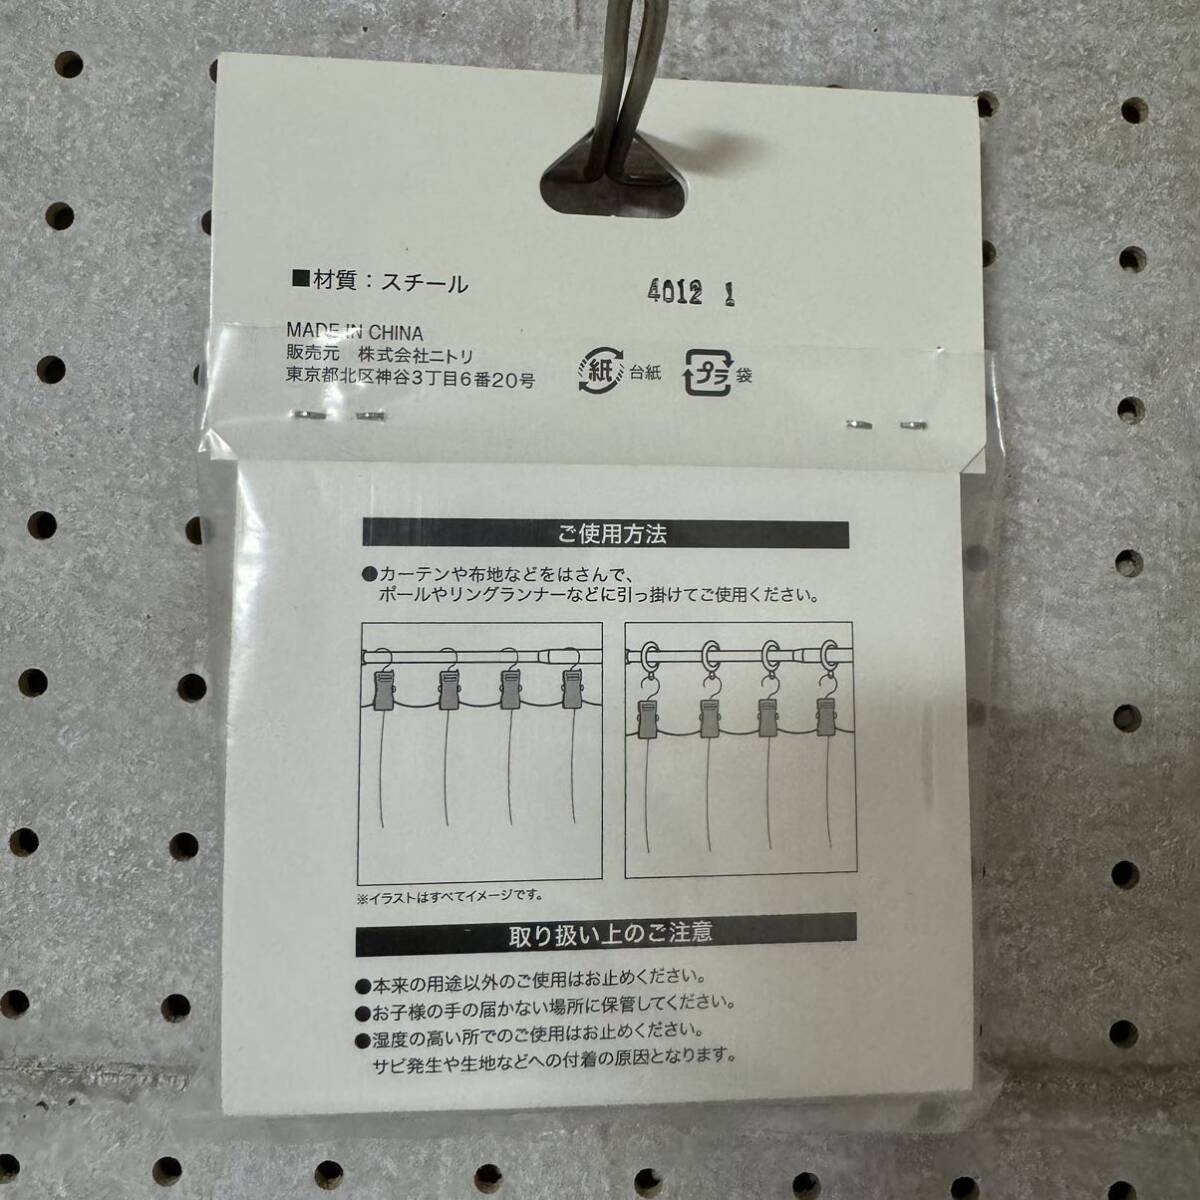 ■材質：スチール
4012 1
MADE IN CHINA
販売元　株式会社ニトリ
東京都北区神谷3丁目6番20号
紙 台紙
プラ 袋
ご使用方法
●カーテンや布地などをはさんで、
ポールやリングランナーなどに引っ掛けてご使用ください。
※イラストはすべてイメージです。
取り扱い上のご注意
●本来の用途以外のご使用はお止めください。
●お子様の手の届かない場所に保管してください。
●湿度の高い所でのご使用はお止めください。
サビ発生や生地などへの付着の原因となります。